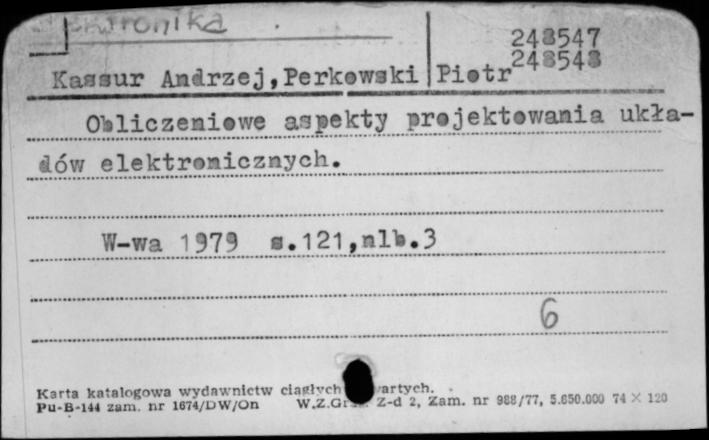 248547
248548
Kassur Andrzej, Perkowski Piotr
Obliczeniowe aspekty projektowania ukła-
dów elektronicznych.
W-wa 1979 s.121,nlb.3
6
Karta katalogowa wydawnictw ciągłych
Pu-B-144 zam. nr 1674/DW/On W.Z.Gr Z-d 2, Zam. nr 988/77, 5.650.000 74 × 120